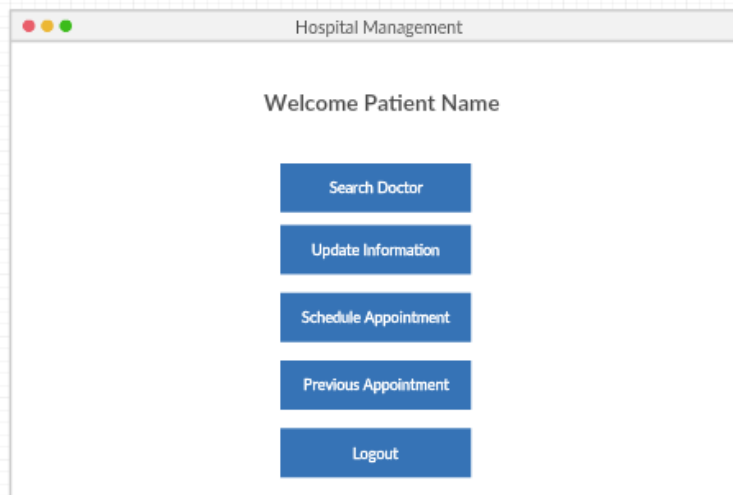 Hospital Management
Welcome Patient Name
Search Doctor
Update Information
Schedule Appointment
Previous Appointment
Logout